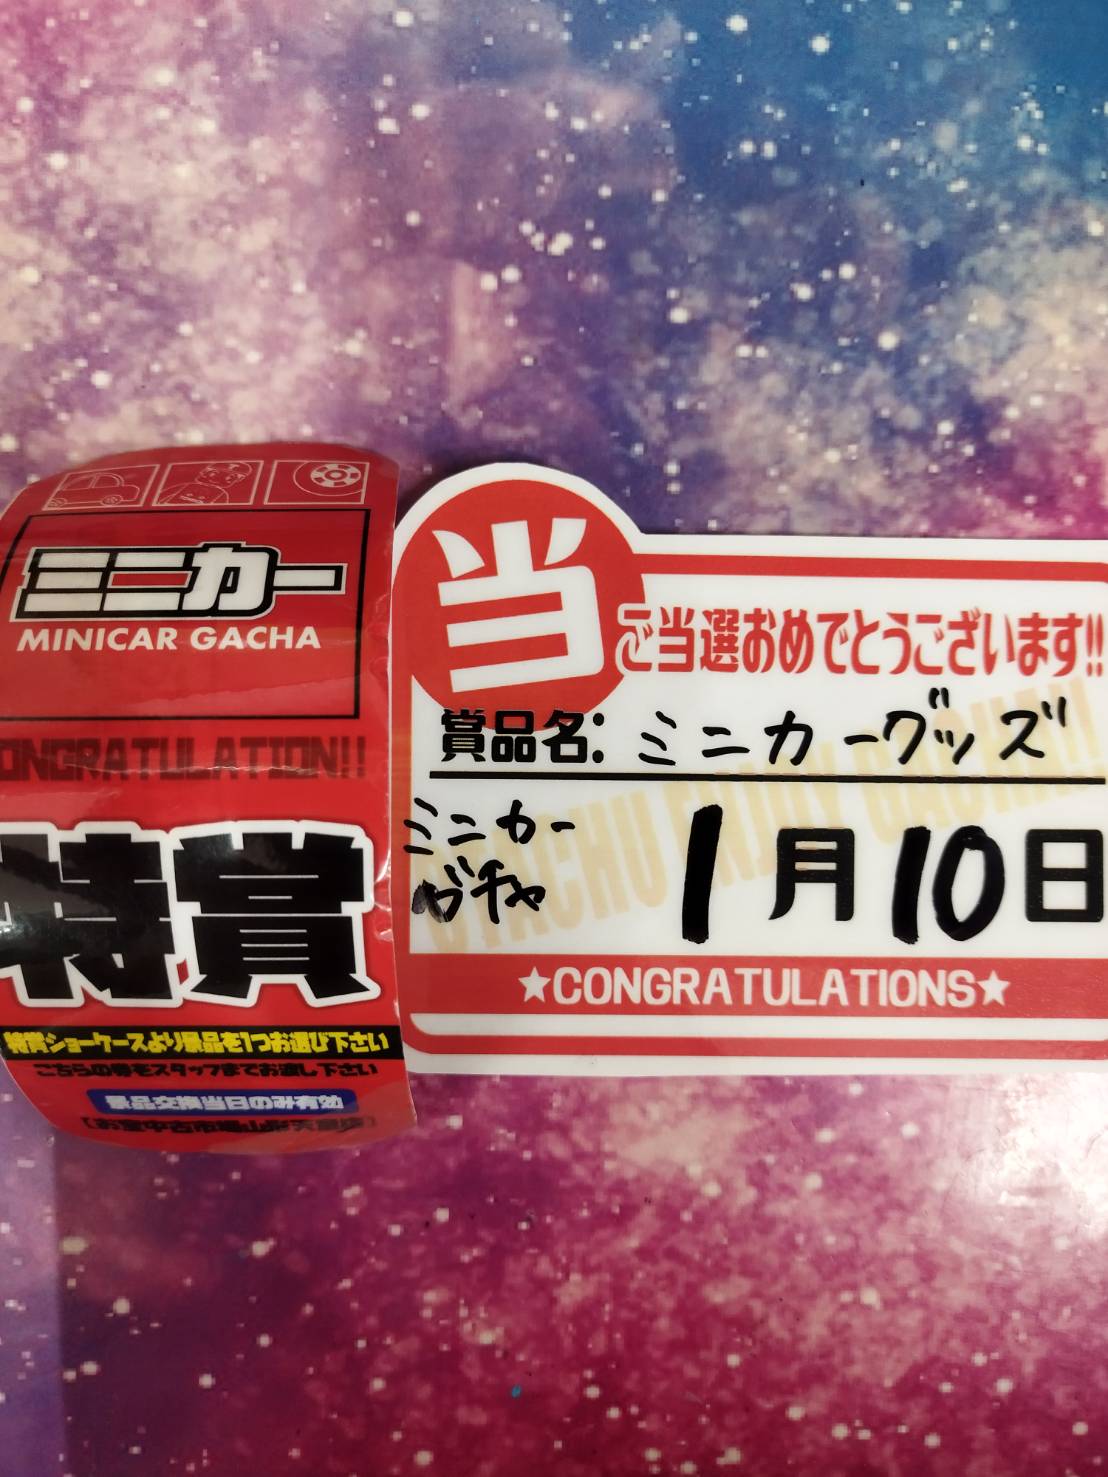 ミニカー
MINICAR GACHA
CONGRATULATION!!
特賞
特賞ショーケースより景品を1つお選び下さい
こちらの券をスタッフまでお渡し下さい
景品交換当日のみ有効
当
ご当選おめでとうございます!!
賞品名: ミニカーグッズ
ミニカー
ガチャ
1月10日
★CONGRATULATIONS★